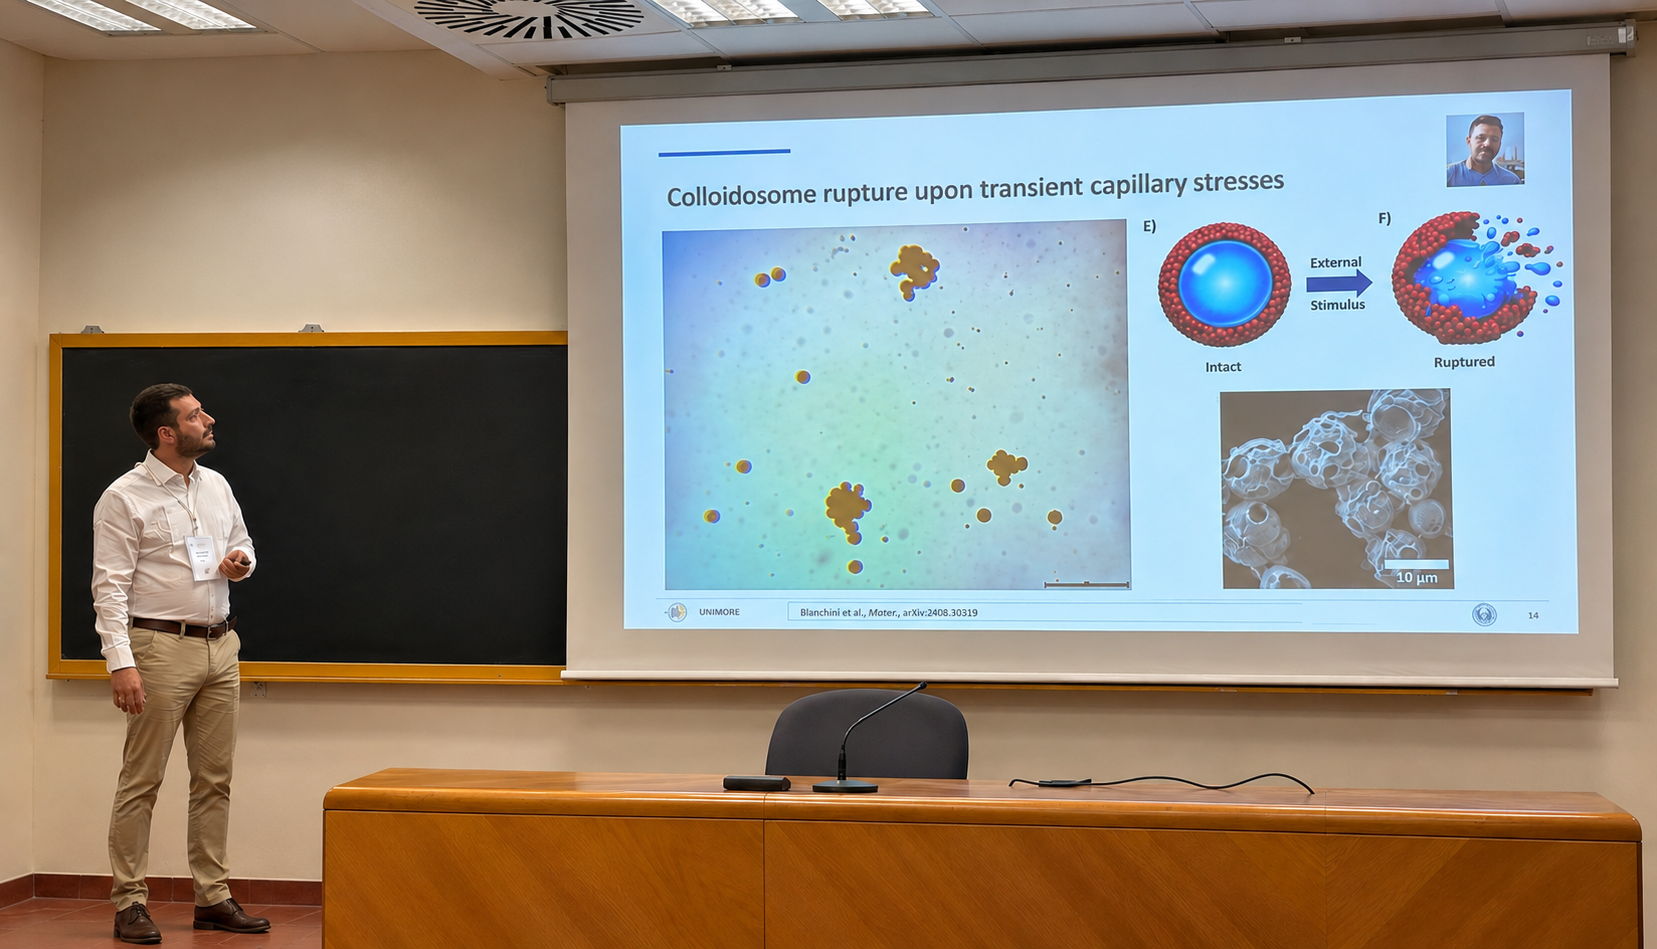 Colloidosome rupture upon transient capillary stresses
E)
External
Stimulus
F)
Intact
Ruptured
10 µm
UNIMORE
Blanchini et al., Mater., arXiv:2408.30319
14